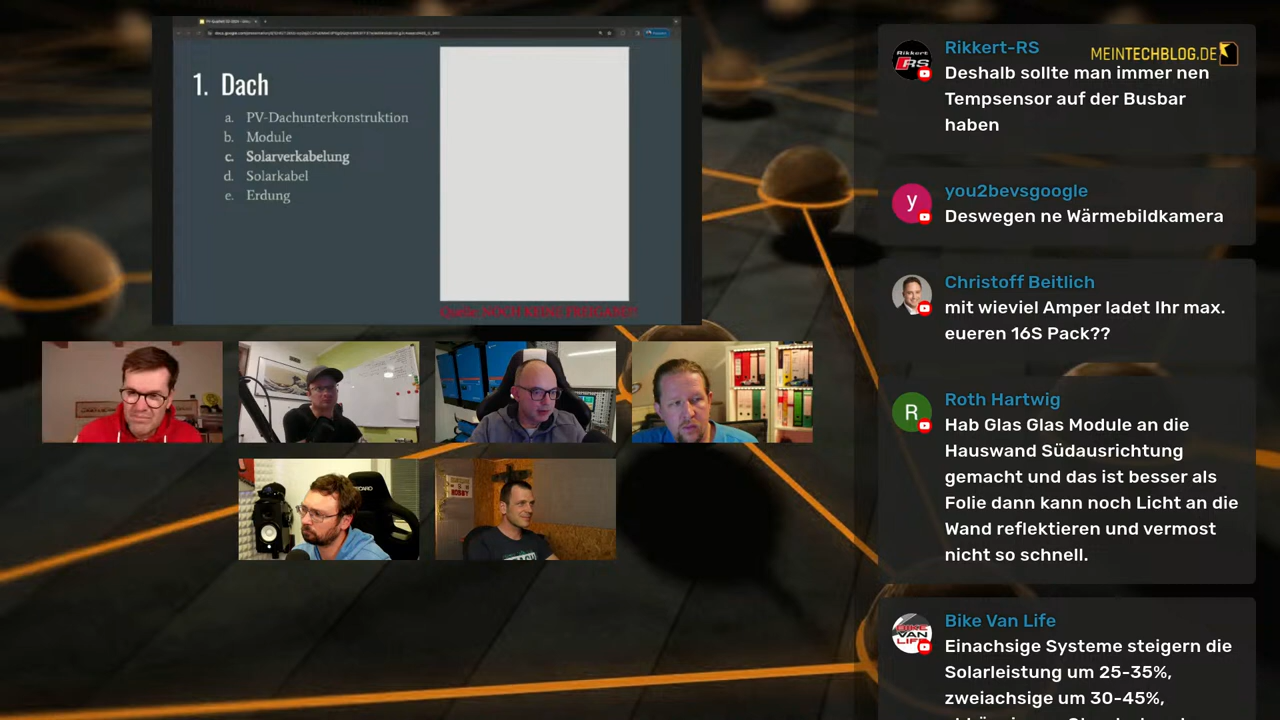 1. Dach
a. PV-Dachunterkonstruktion
b. Module
c. Solarverkabelung
d. Solarkabel
e. Erdung
Rikkert-RS
MEINTECHBLOG.DE
Deshalb sollte man immer nen
Tempsensor auf der Busbar
haben
you2bevsgoogle
Deswegen ne Wärmebildkamera
Christoff Beitlich
mit wieviel Amper ladet Ihr max.
eueren 16S Pack??
Roth Hartwig
Hab Glas Glas Module an die
Hauswand Südausrichtung
gemacht und das ist besser als
Folie dann kann noch Licht an die
Wand reflektieren und vermost
nicht so schnell.
Bike Van Life
Einachsige Systeme steigern die
Solarleistung um 25-35%,
zweiachsige um 30-45%,